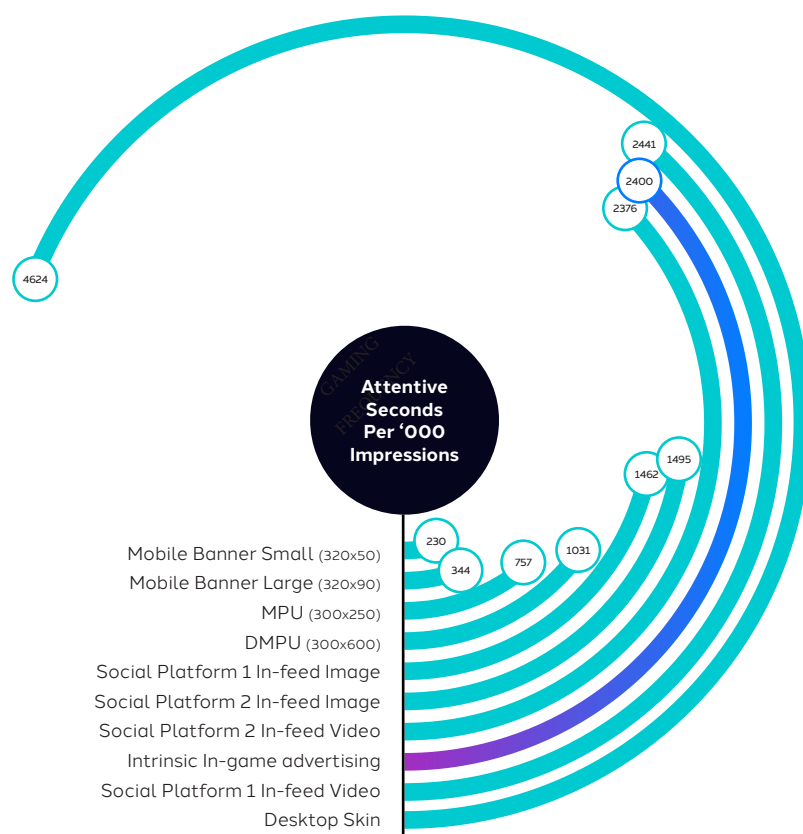 2441
2400
2376
4624
GAMING
FREQUENCY
Attentive
Seconds
Per ‘000
Impressions
1495
1462
230
1031
757
344
Mobile Banner Small (320x50)
Mobile Banner Large (320x90)
MPU (300x250)
DMPU (300x600)
Social Platform 1 In-feed Image
Social Platform 2 In-feed Image
Social Platform 2 In-feed Video
Intrinsic In-game advertising
Social Platform 1 In-feed Video
Desktop Skin